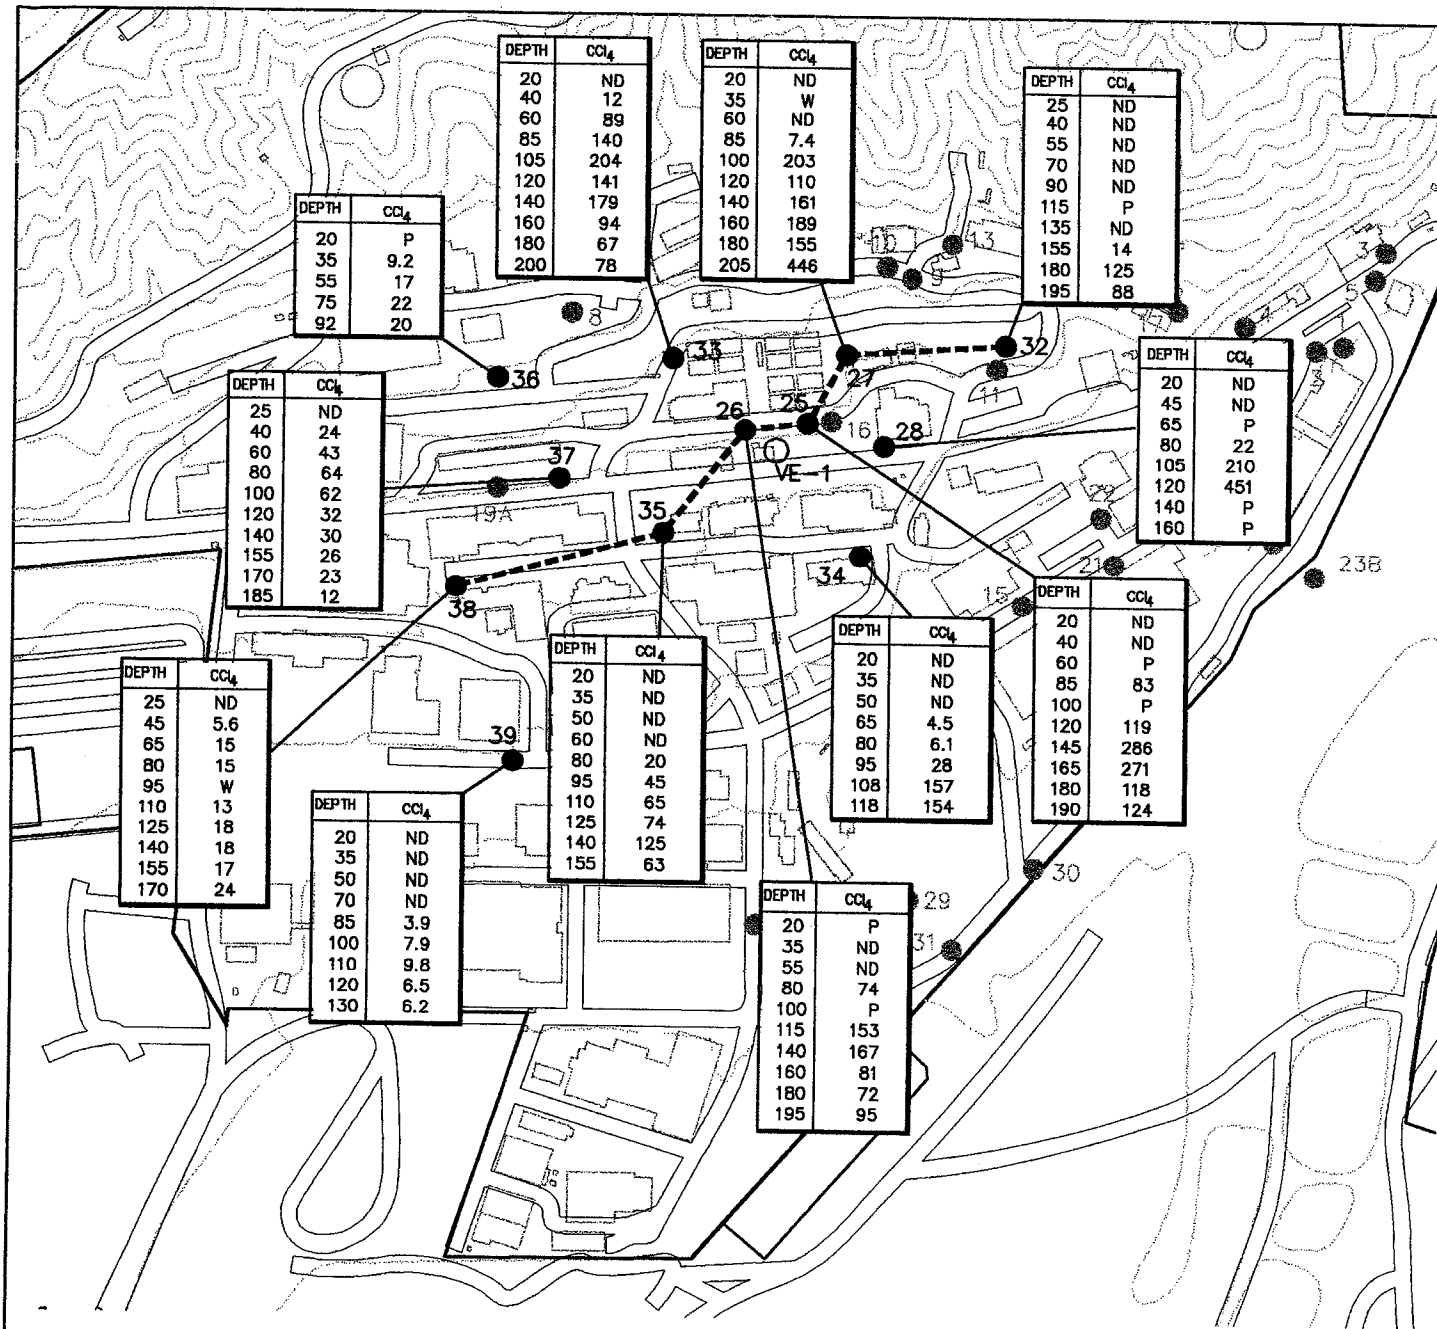 DEPTH CCl4
20 ND
40 12
60 89
85 140
105 204
120 141
140 179
160 94
180 67
200 78
DEPTH CCl4
20 ND
35 W
60 ND
85 7.4
100 203
120 110
140 161
160 189
180 155
205 446
DEPTH CCl4
25 ND
40 ND
55 ND
70 ND
90 ND
115 P
135 ND
155 14
180 125
195 88
DEPTH CCl4
20 P
35 9.2
55 17
75 22
92 20
10
13
9
3
5
8
4
33
32
27
36
11
DEPTH CCl4
20 ND
45 ND
65 P
80 22
105 210
120 451
140 P
160 P
DEPTH CCl4
25 ND
40 24
60 43
80 64
100 62
120 32
140 30
155 26
170 23
185 12
26
25
16
28
VE-1
37
19A
35
22
34
21
23B
15
38
DEPTH CCl4
20 ND
40 ND
60 P
85 83
100 P
120 119
145 286
165 271
180 118
190 124
DEPTH CCl4
20 ND
35 ND
50 ND
65 4.5
80 6.1
95 28
108 157
118 154
DEPTH CCl4
20 ND
35 ND
50 ND
60 ND
80 20
95 45
110 65
125 74
140 125
155 63
DEPTH CCl4
25 ND
45 5.6
65 15
80 15
95 W
110 13
125 18
140 18
155 17
170 24
39
DEPTH CCl4
20 ND
35 ND
50 ND
70 ND
85 3.9
100 7.9
110 9.8
120 6.5
130 6.2
30
29
31
DEPTH CCl4
20 P
35 ND
55 ND
80 74
100 P
115 153
140 167
160 81
180 72
195 95